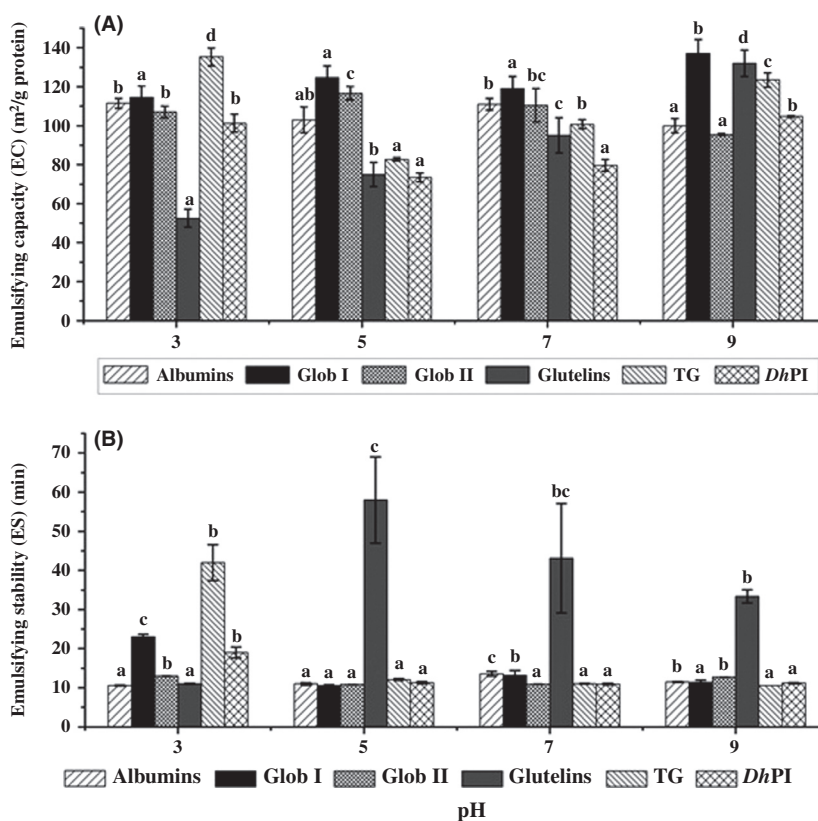 (A)
Emulsifying capacity (EC) (m²/g protein)
140
120
100
80
60
40
20
0
b a b a d b
ab a c b a a
b a bc c b a
a b a d c b
3 5 7 9
Albumins Glob I Glob II Glutelins TG DhPI
(B)
Emulsifying stability (ES) (min)
70
60
50
40
30
20
10
0
a c b a b b
a a a c a a
c b a bc a a
b a b b a a
3 5 7 9
Albumins Glob I Glob II Glutelins TG DhPI
pH